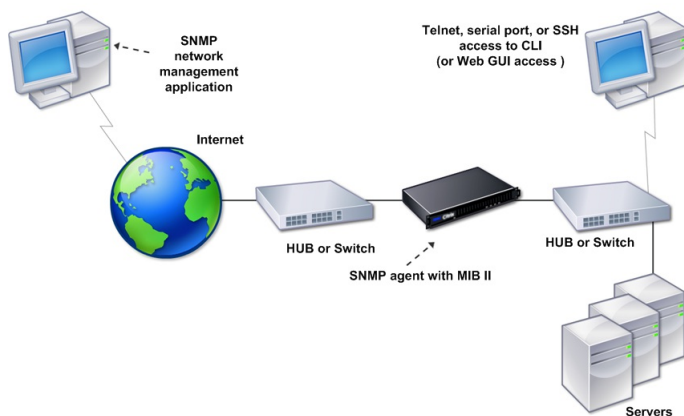 SNMP
network
management
application
Telnet, serial port, or SSH
access to CLI
(or Web GUI access )
Internet
HUB or Switch
HUB or Switch
SNMP agent with MIB II
Servers